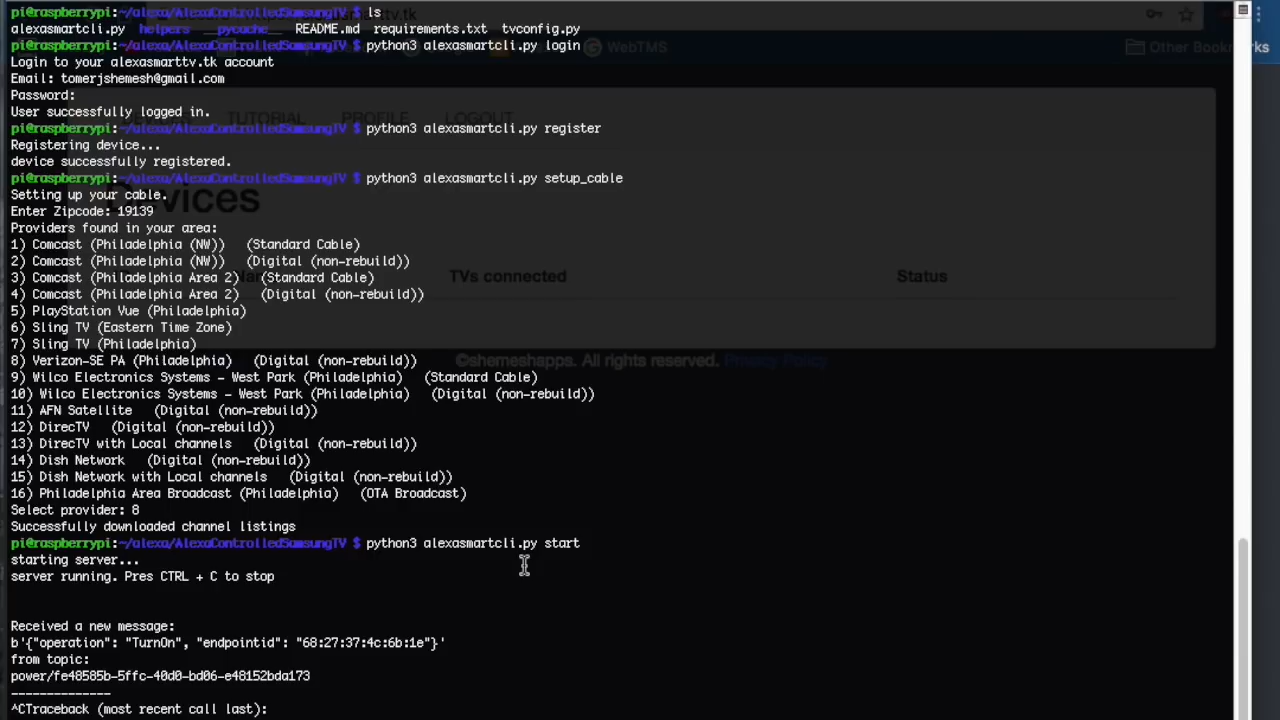 pi@raspberrypi:~/alexa/AlexaControlledSamsungTV $ ls
alexasmartcli.py  helpers  __pycache__  README.md  requirements.txt  tvconfig.py
pi@raspberrypi:~/alexa/AlexaControlledSamsungTV $ python3 alexasmartcli.py login
WebTMS
Other Bookmarks
Login to your alexasmarttv.tk account
Email: tomerjshemesh@gmail.com
Password:
User successfully logged in.
TUTORIAL PROFILE LOGOUT
pi@raspberrypi:~/alexa/AlexaControlledSamsungTV $ python3 alexasmartcli.py register
Registering device...
device successfully registered.
pi@raspberrypi:~/alexa/AlexaControlledSamsungTV $ python3 alexasmartcli.py setup_cable
Setting up your cable.
Devices
Enter Zipcode: 19139
Providers found in your area:
1) Comcast (Philadelphia (NW))   (Standard Cable)
2) Comcast (Philadelphia (NW))   (Digital (non-rebuild))
3) Comcast (Philadelphia Area 2)   (Standard Cable)
TVs connected
Status
4) Comcast (Philadelphia Area 2)   (Digital (non-rebuild))
5) PlayStation Vue (Philadelphia)
6) Sling TV (Eastern Time Zone)
7) Sling TV (Philadelphia)
8) Verizon-SE PA (Philadelphia)   (Digital (non-rebuild))
©shemeshapps. All rights reserved. Privacy Policy
9) Wilco Electronics Systems - West Park (Philadelphia)   (Standard Cable)
10) Wilco Electronics Systems - West Park (Philadelphia)   (Digital (non-rebuild))
11) AFN Satellite   (Digital (non-rebuild))
12) DirecTV   (Digital (non-rebuild))
13) DirecTV with Local channels   (Digital (non-rebuild))
14) Dish Network   (Digital (non-rebuild))
15) Dish Network with Local channels   (Digital (non-rebuild))
16) Philadelphia Area Broadcast (Philadelphia)   (OTA Broadcast)
Select provider: 8
Successfully downloaded channel listings
pi@raspberrypi:~/alexa/AlexaControlledSamsungTV $ python3 alexasmartcli.py start
starting server...
server running. Pres CTRL + C to stop
Received a new message:
b'{"operation": "TurnOn", "endpointid": "68:27:37:4c:6b:1e"}'
from topic:
power/fe48585b-5ffc-40d0-bd06-e48152bda173
--------------
^CTraceback (most recent call last):